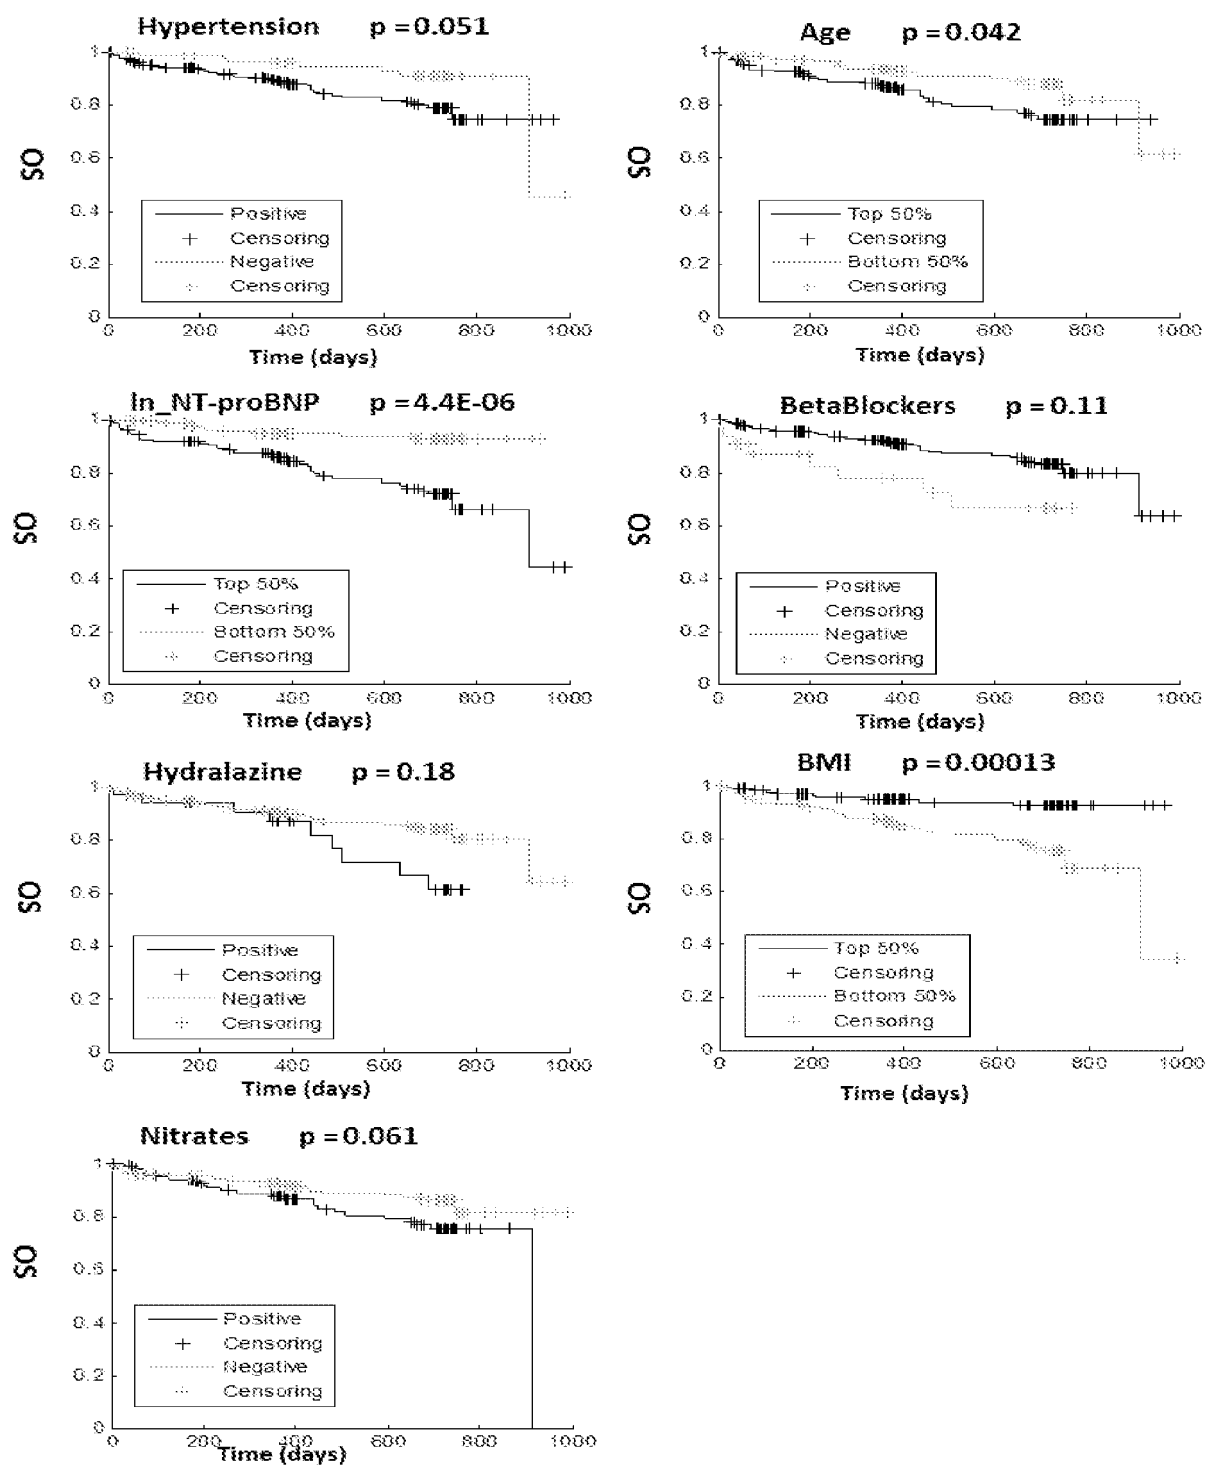 Hypertension p = 0.051
1
0.8
0.6
0.4
0.2
0
SO
Positive
Censoring
Negative
Censoring
0 200 400 600 800 1000
Time (days)
Age p = 0.042
1
0.8
0.6
0.4
0.2
0
SO
Top 50%
Censoring
Bottom 50%
Censoring
0 200 400 600 800 1000
Time (days)
ln_NT-proBNP p = 4.4E-06
1
0.8
0.6
0.4
0.2
0
SO
Top 50%
Censoring
Bottom 50%
Censoring
0 200 400 600 800 1000
Time (days)
BetaBlockers p = 0.11
1
0.8
0.6
0.4
0.2
0
SO
Positive
Censoring
Negative
Censoring
0 200 400 600 800 1000
Time (days)
Hydralazine p = 0.18
1
0.8
0.6
0.4
0.2
0
SO
Positive
Censoring
Negative
Censoring
0 200 400 600 800 1000
Time (days)
BMI p = 0.00013
1
0.8
0.6
0.4
0.2
0
SO
Top 50%
Censoring
Bottom 50%
Censoring
0 200 400 600 800 1000
Time (days)
Nitrates p = 0.061
1
0.8
0.6
0.4
0.2
0
SO
Positive
Censoring
Negative
Censoring
0 200 400 600 800 1000
Time (days)